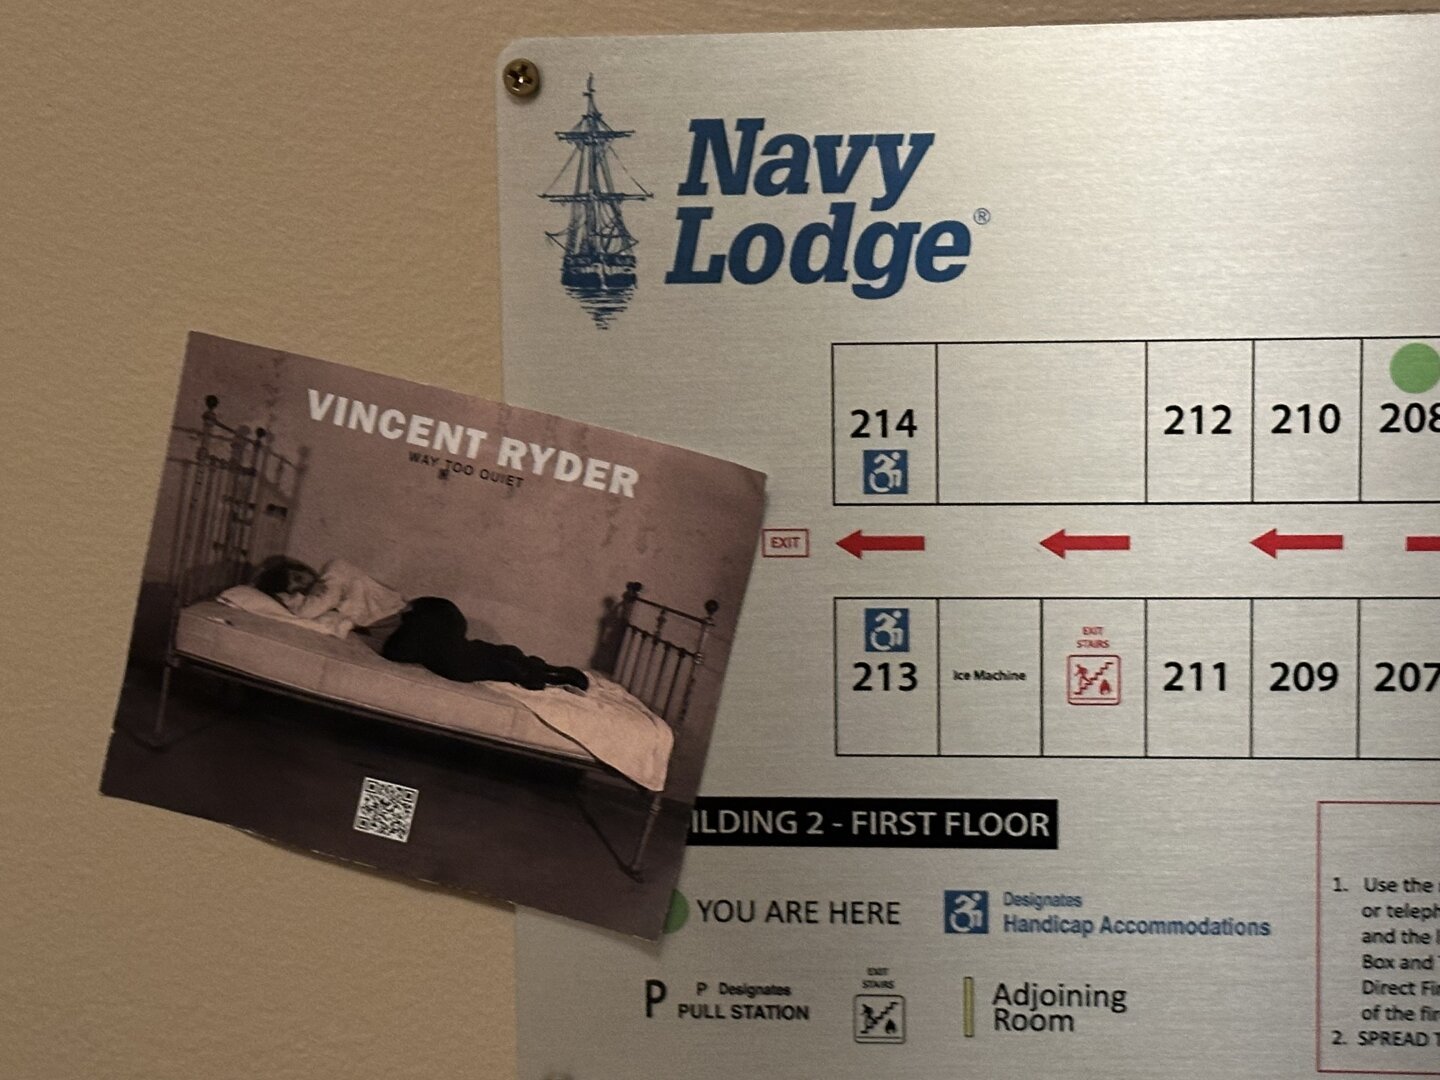 Navy
Lodge®
VINCENT RYDER
WAY TOO QUIET
214
212
210
208
EXIT
213
Ice Machine
EXIT
STAIRS
211
209
207
ILDING 2 - FIRST FLOOR
YOU ARE HERE
Designates
Handicap Accommodations
P
P Designates
PULL STATION
EXIT
STAIRS
Adjoining
Room
1. Use the
or teleph
and the
Box and
Direct Fir
of the fir
2. SPREAD T